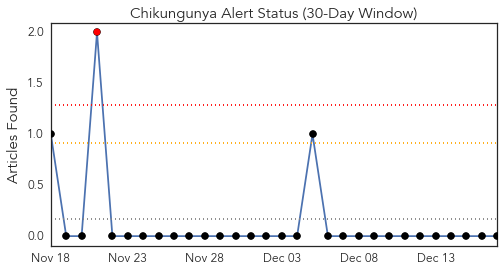 Chikungunya Alert Status (30-Day Window)
Articles Found
2.0
1.5
1.0
0.5
0.0
Nov 18
Nov 23
Nov 28
Dec 03
Dec 08
Dec 13